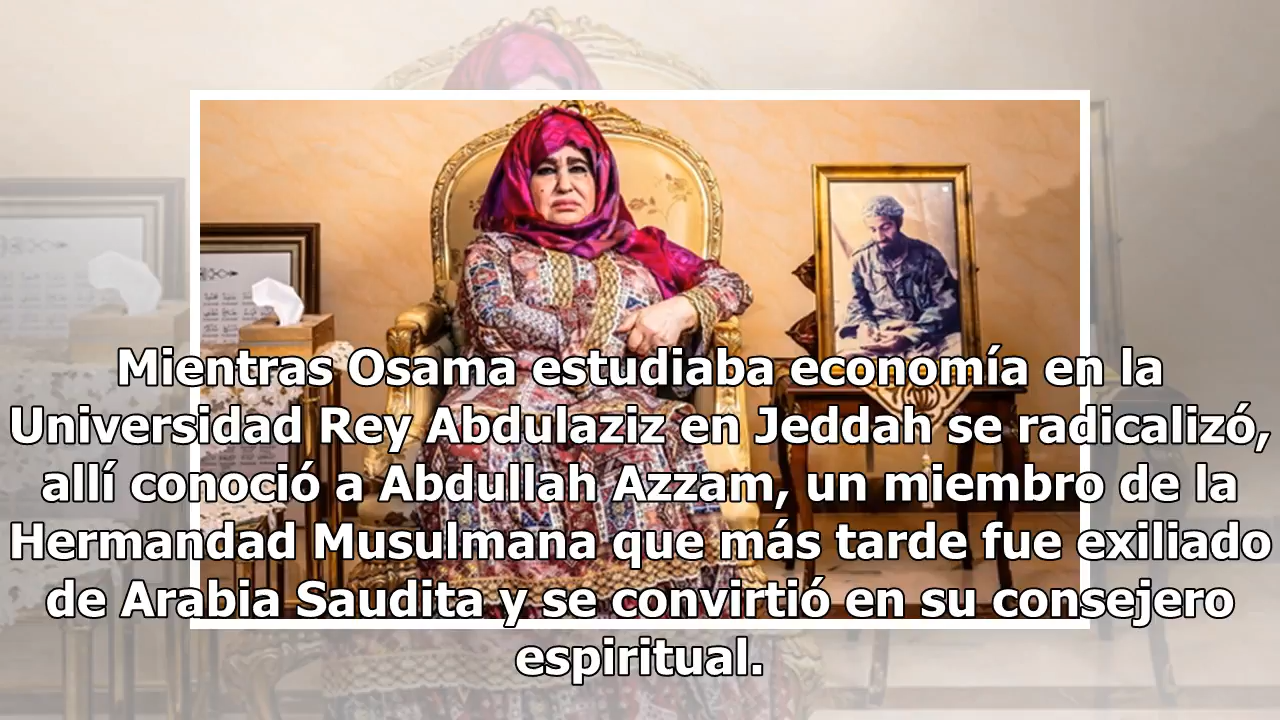 Mientras Osama estudiaba economía en la
Universidad Rey Abdulaziz en Jeddah se radicalizó,
allí conoció a Abdullah Azzam, un miembro de la
Hermandad Musulmana que más tarde fue exiliado
de Arabia Saudita y se convirtió en su consejero
espiritual.